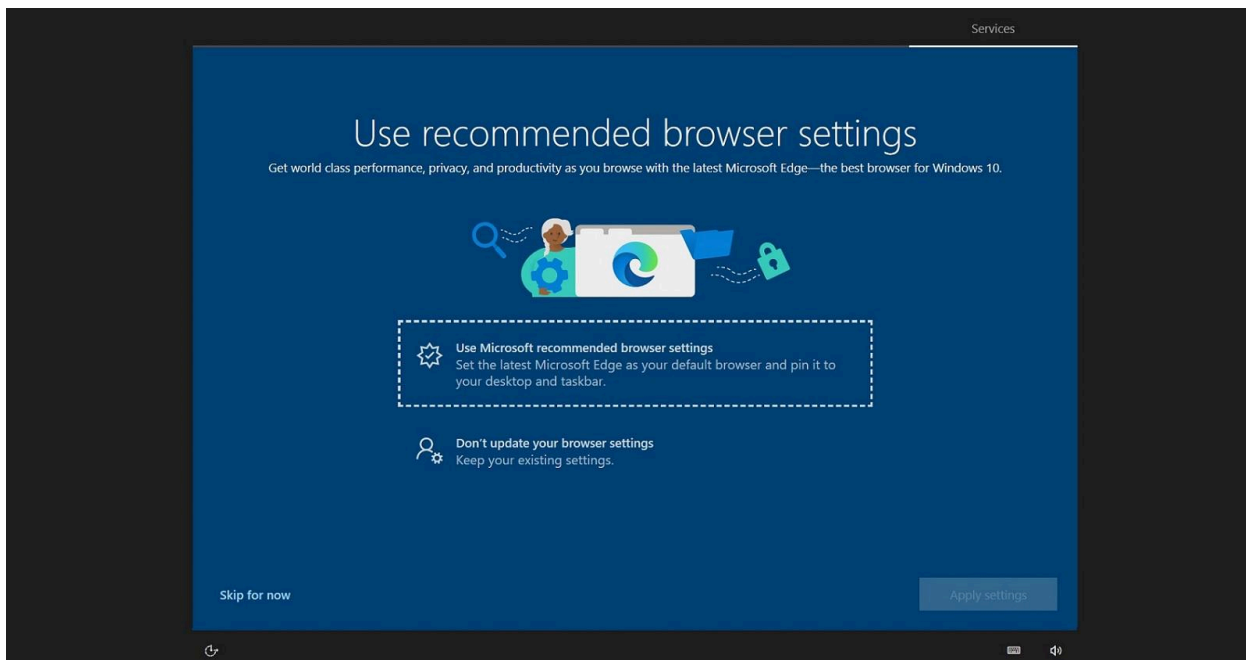 Services
Use recommended browser settings
Get world class performance, privacy, and productivity as you browse with the latest Microsoft Edge—the best browser for Windows 10.
Use Microsoft recommended browser settings
Set the latest Microsoft Edge as your default browser and pin it to
your desktop and taskbar.
Don't update your browser settings
Keep your existing settings.
Skip for now
Apply settings